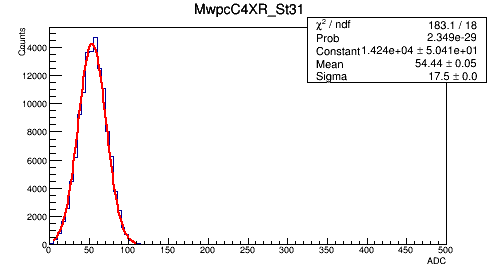 MwpcC4XR_St31
χ² / ndf 183.1 / 18
Prob 2.349e-29
Constant 1.424e+04 ± 5.041e+01
Mean 54.44 ± 0.05
Sigma 17.5 ± 0.0
Counts
14000
12000
10000
8000
6000
4000
2000
0
0 50 100 150 200 250 300 350 400 450 500
ADC